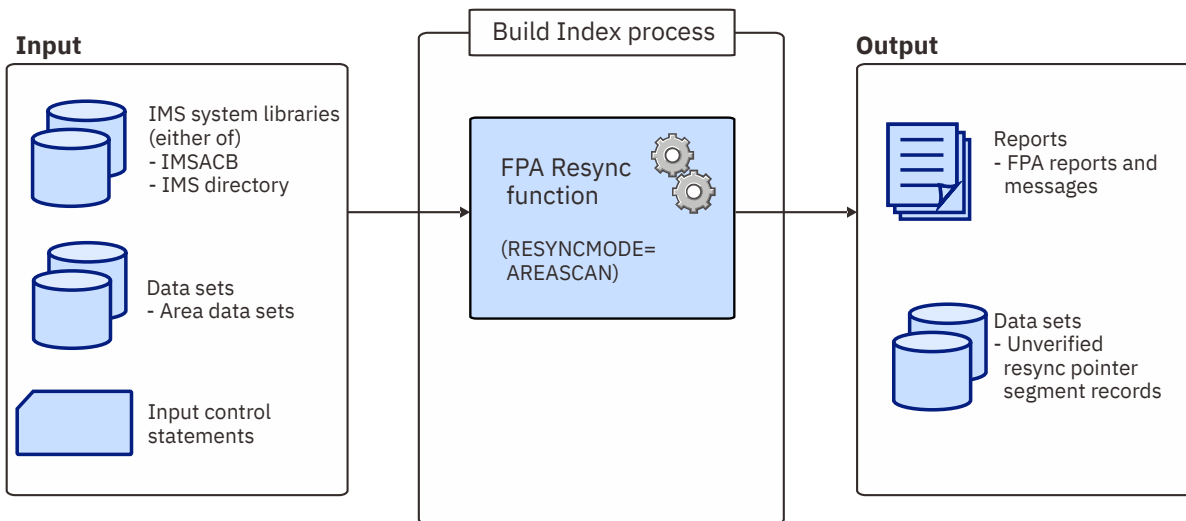 Input
IMS system libraries
(either of)
- IMSACB
- IMS directory
Data sets
- Area data sets
Input control
statements
Build Index process
FPA Resync
function
(RESYNCMODE=
AREASCAN)
Output
Reports
- FPA reports and
messages
Data sets
- Unverified
resync pointer
segment records